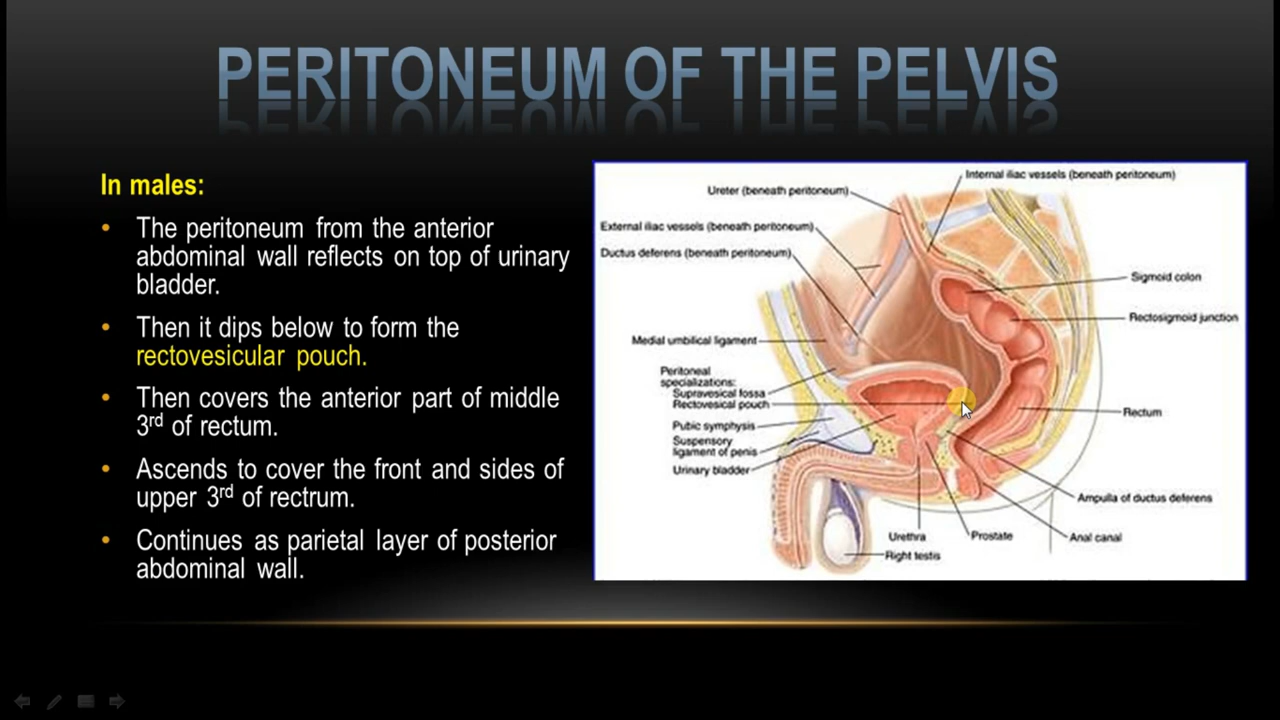 PERITONEUM OF THE PELVIS
In males:
• The peritoneum from the anterior
abdominal wall reflects on top of urinary
bladder.
• Then it dips below to form the
rectovesicular pouch.
• Then covers the anterior part of middle
3rd of rectum.
• Ascends to cover the front and sides of
upper 3rd of rectrum.
• Continues as parietal layer of posterior
abdominal wall.
Internal iliac vessels (beneath peritoneum)
Ureter (beneath peritoneum)
External iliac vessels (beneath peritoneum)
Ductus deferens (beneath peritoneum)
Sigmoid colon
Rectosigmoid junction
Medial umbilical ligament
Peritoneal
specializations:
Supravesical fossa
Rectovesical pouch
Rectum
Pubic symphysis
Suspensory
ligament of penis
Urinary bladder
Ampulla of ductus deferens
Urethra
Prostate
Anal canal
Right testis